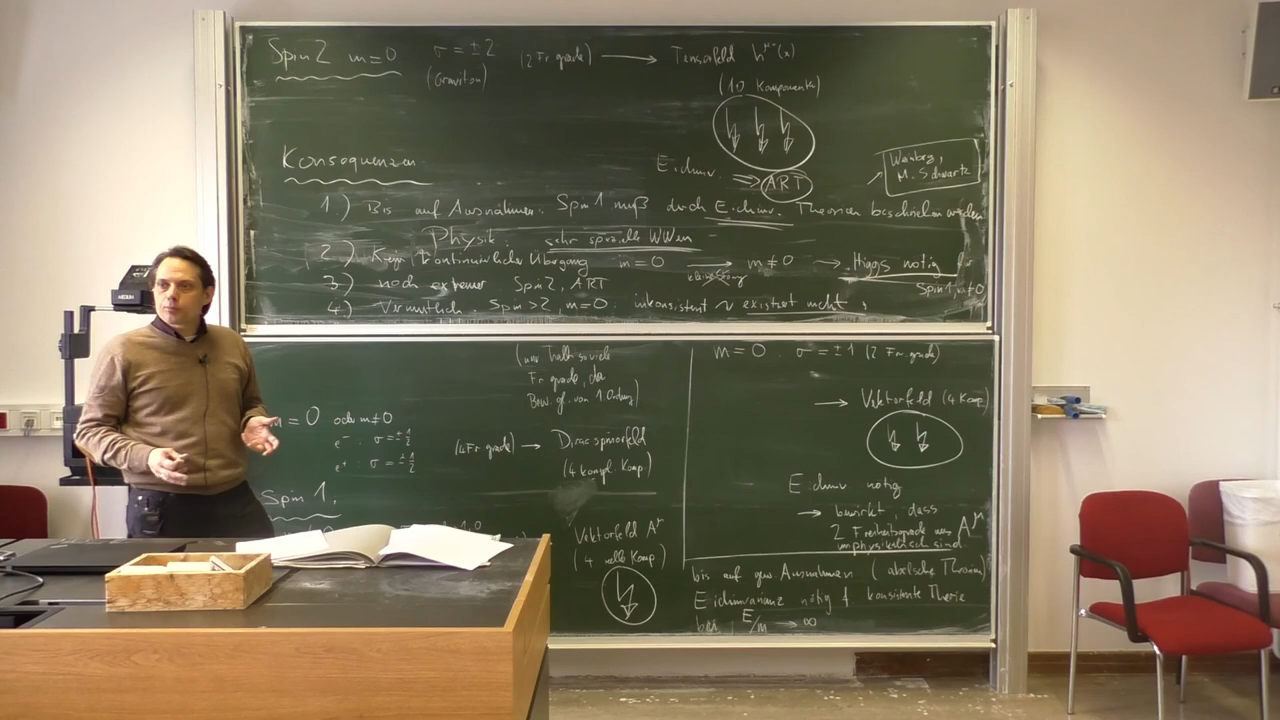 Spin 2 m=0 σ = ±2 (2 Fr.grade) → Tensorfeld h^μν(x)
(Graviton) (10 Komponenten)
Konsequenzen
Eichinv. ⇒ ART
Weinberg,
M. Schwartz
1.) Bis auf Ausnahmen. Spin 1 muß durch Eichinv. Theorien beschrieben werden
Physik. sehr spezielle WWen
2.) Kein kontinuierlicher Übergang m=0 → m≠0 → Higgs nötig für
Spin 1, m≠0
3.) noch extremer Spin 2, ART
4.) Vermutlich. Spin>2, m=0. inkonsistent ~ existiert nicht.
(nur halb soviele
Fr.grade, da
Bew.gl. von 1. Ordnung)
m=0 oder m≠0
e⁻ : σ=±1/2
e⁺ : σ=±1/2
(4 Fr.grade) → Diracspinorfeld
(4 kompl. Komp.)
Spin 1.
Vektorfeld A^μ
(4 reelle Komp)
m=0. σ=±1 (2 Fr.grade)
→ Vektorfeld (4 Komp)
Eichinv nötig
→ bewirkt, dass
2 Freiheitsgrade von A^μ
unphysikalisch sind.
bis auf gew. Ausnahmen (abelsche Theorien)
Eichinvarianz nötig f konsistente Theorie
bei E/m → ∞